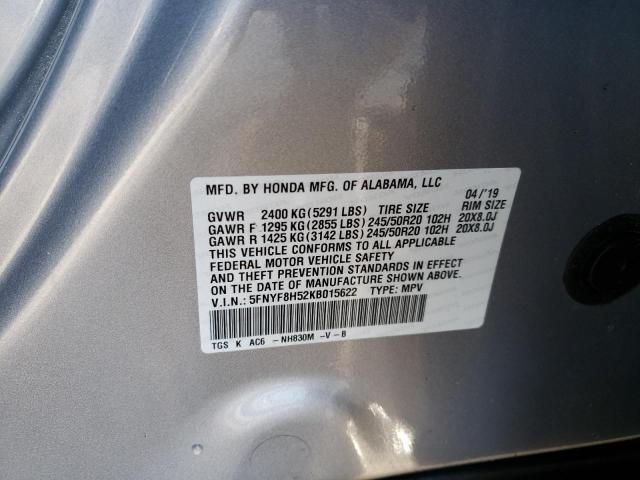 MFD. BY HONDA MFG. OF ALABAMA, LLC 04/'19
GVWR 2400 KG(5291 LBS) TIRE SIZE RIM SIZE
GAWR F 1295 KG(2855 LBS) 245/50R20 102H 20X8.0J
GAWR R 1425 KG(3142 LBS) 245/50R20 102H 20X8.0J
THIS VEHICLE CONFORMS TO ALL APPLICABLE
FEDERAL MOTOR VEHICLE SAFETY
AND THEFT PREVENTION STANDARDS IN EFFECT
ON THE DATE OF MANUFACTURE SHOWN ABOVE.
V.I.N.: 5FNYF8H52KB015622 TYPE: MPV
TGS K AC6 -NH830M -V-B